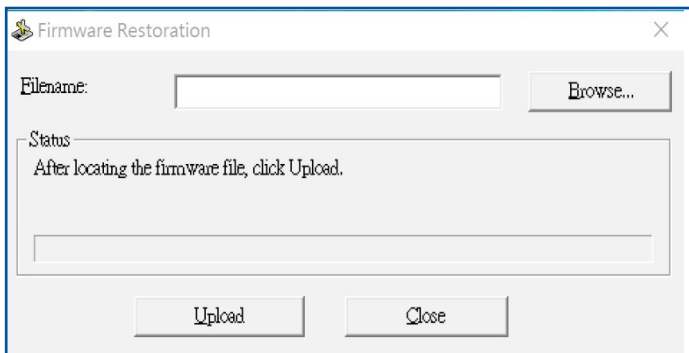 Firmware Restoration
Filename:
Browse...
Status
After locating the firmware file, click Upload.
Upload
Close